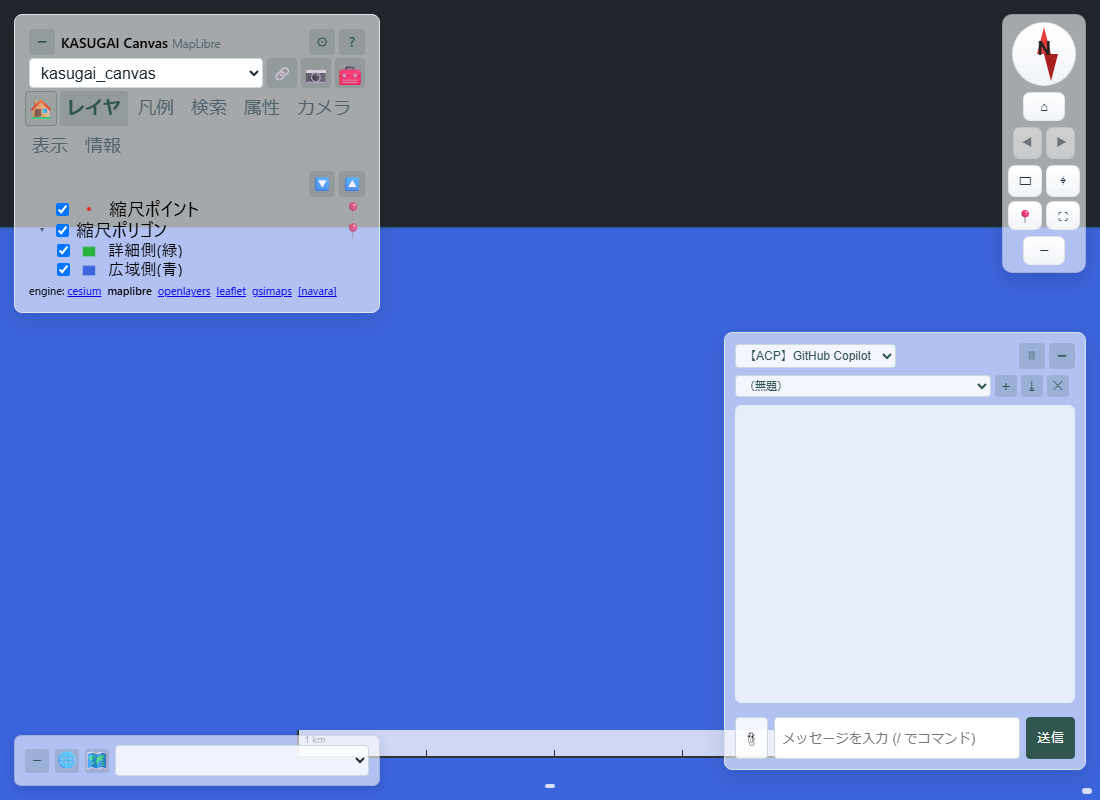 KASUGAI Canvas MapLibre
?
kasugai_canvas
レイヤ 凡例 検索 属性 カメラ
表示 情報
縮尺ポイント
縮尺ポリゴン
詳細側(緑)
広域側(青)
engine: cesium maplibre openlayers leaflet gsimaps [navara]
N
【ACP】GitHub Copilot
（無題）
メッセージを入力 (/ でコマンド)
送信
1 km